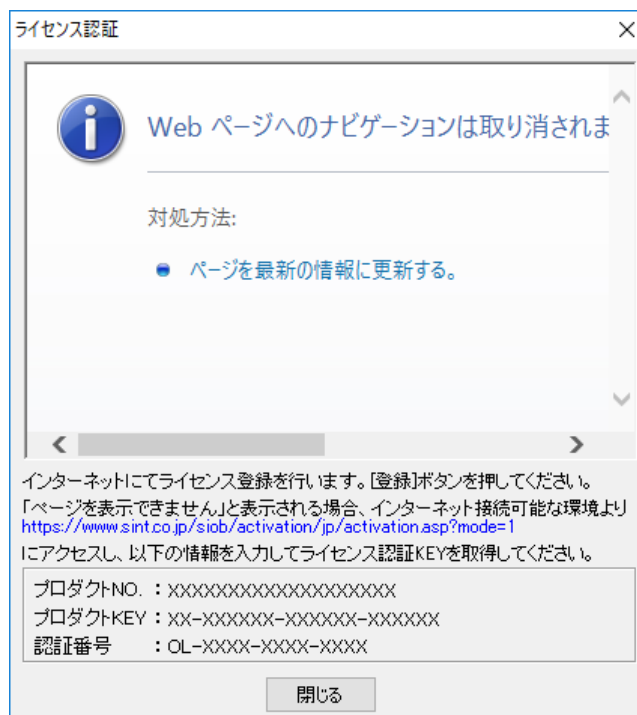 ライセンス認証
Web ページへのナビゲーションは取り消されま
対処方法:
ページを最新の情報に更新する。
インターネットにてライセンス登録を行います。[登録]ボタンを押してください。
「ページを表示できません」と表示される場合、インターネット接続可能な環境より
https://www.sint.co.jp/siob/activation/jp/activation.asp?mode=1
にアクセスし、以下の情報を入力してライセンス認証KEYを取得してください。
プロダクトNO. : XXXXXXXXXXXXXXXXXXXX
プロダクトKEY : XX-XXXXXX-XXXXXX-XXXXXX
認証番号 : OL-XXXX-XXXX-XXXX
閉じる